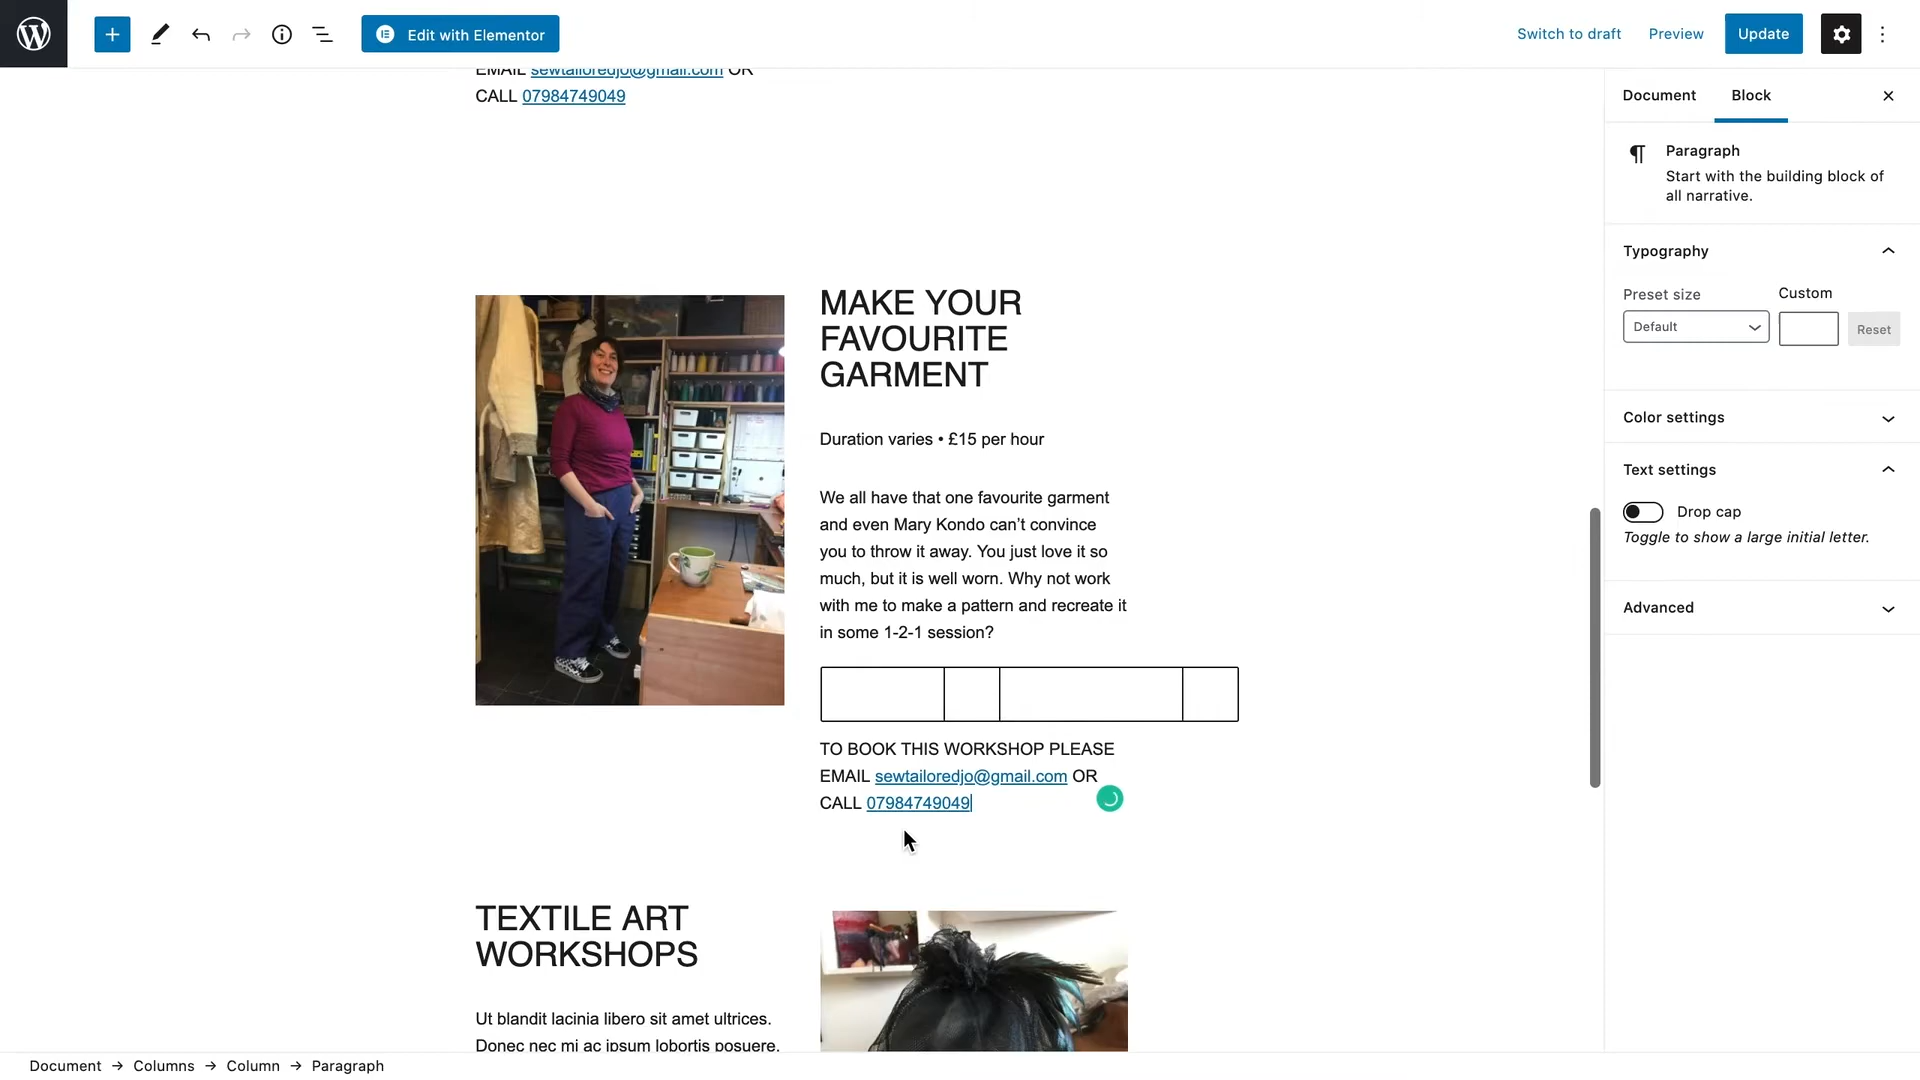 Edit with Elementor
Switch to draft
Preview
Update
EMAIL sewtailoredjo@gmail.com OR
CALL 07984749049
MAKE YOUR
FAVOURITE
GARMENT
Duration varies • £15 per hour
We all have that one favourite garment
and even Mary Kondo can't convince
you to throw it away. You just love it so
much, but it is well worn. Why not work
with me to make a pattern and recreate it
in some 1-2-1 session?
TO BOOK THIS WORKSHOP PLEASE
EMAIL sewtailoredjo@gmail.com OR
CALL 07984749049
TEXTILE ART
WORKSHOPS
Ut blandit lacinia libero sit amet ultrices.
Donec nec mi ac ipsum lobortis posuere.
Document Block
Paragraph
Start with the building block of
all narrative.
Typography
Preset size Custom
Default Reset
Color settings
Text settings
Drop cap
Toggle to show a large initial letter.
Advanced
Document → Columns → Column → Paragraph